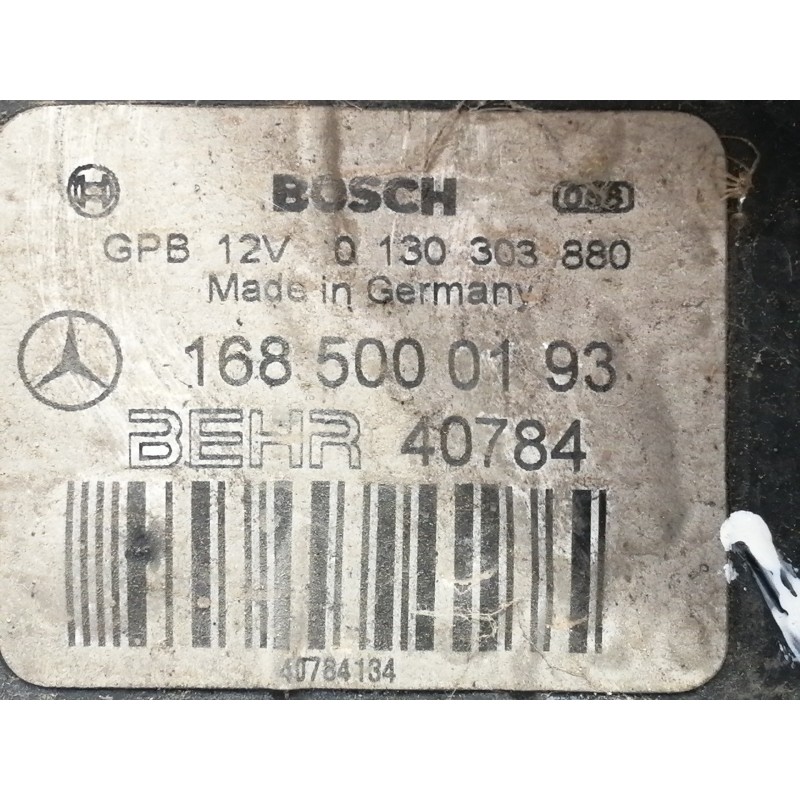 BOSCH
GPB 12V 0 130 303 880
Made in Germany
168 500 01 93
BEHR 40784
40784134